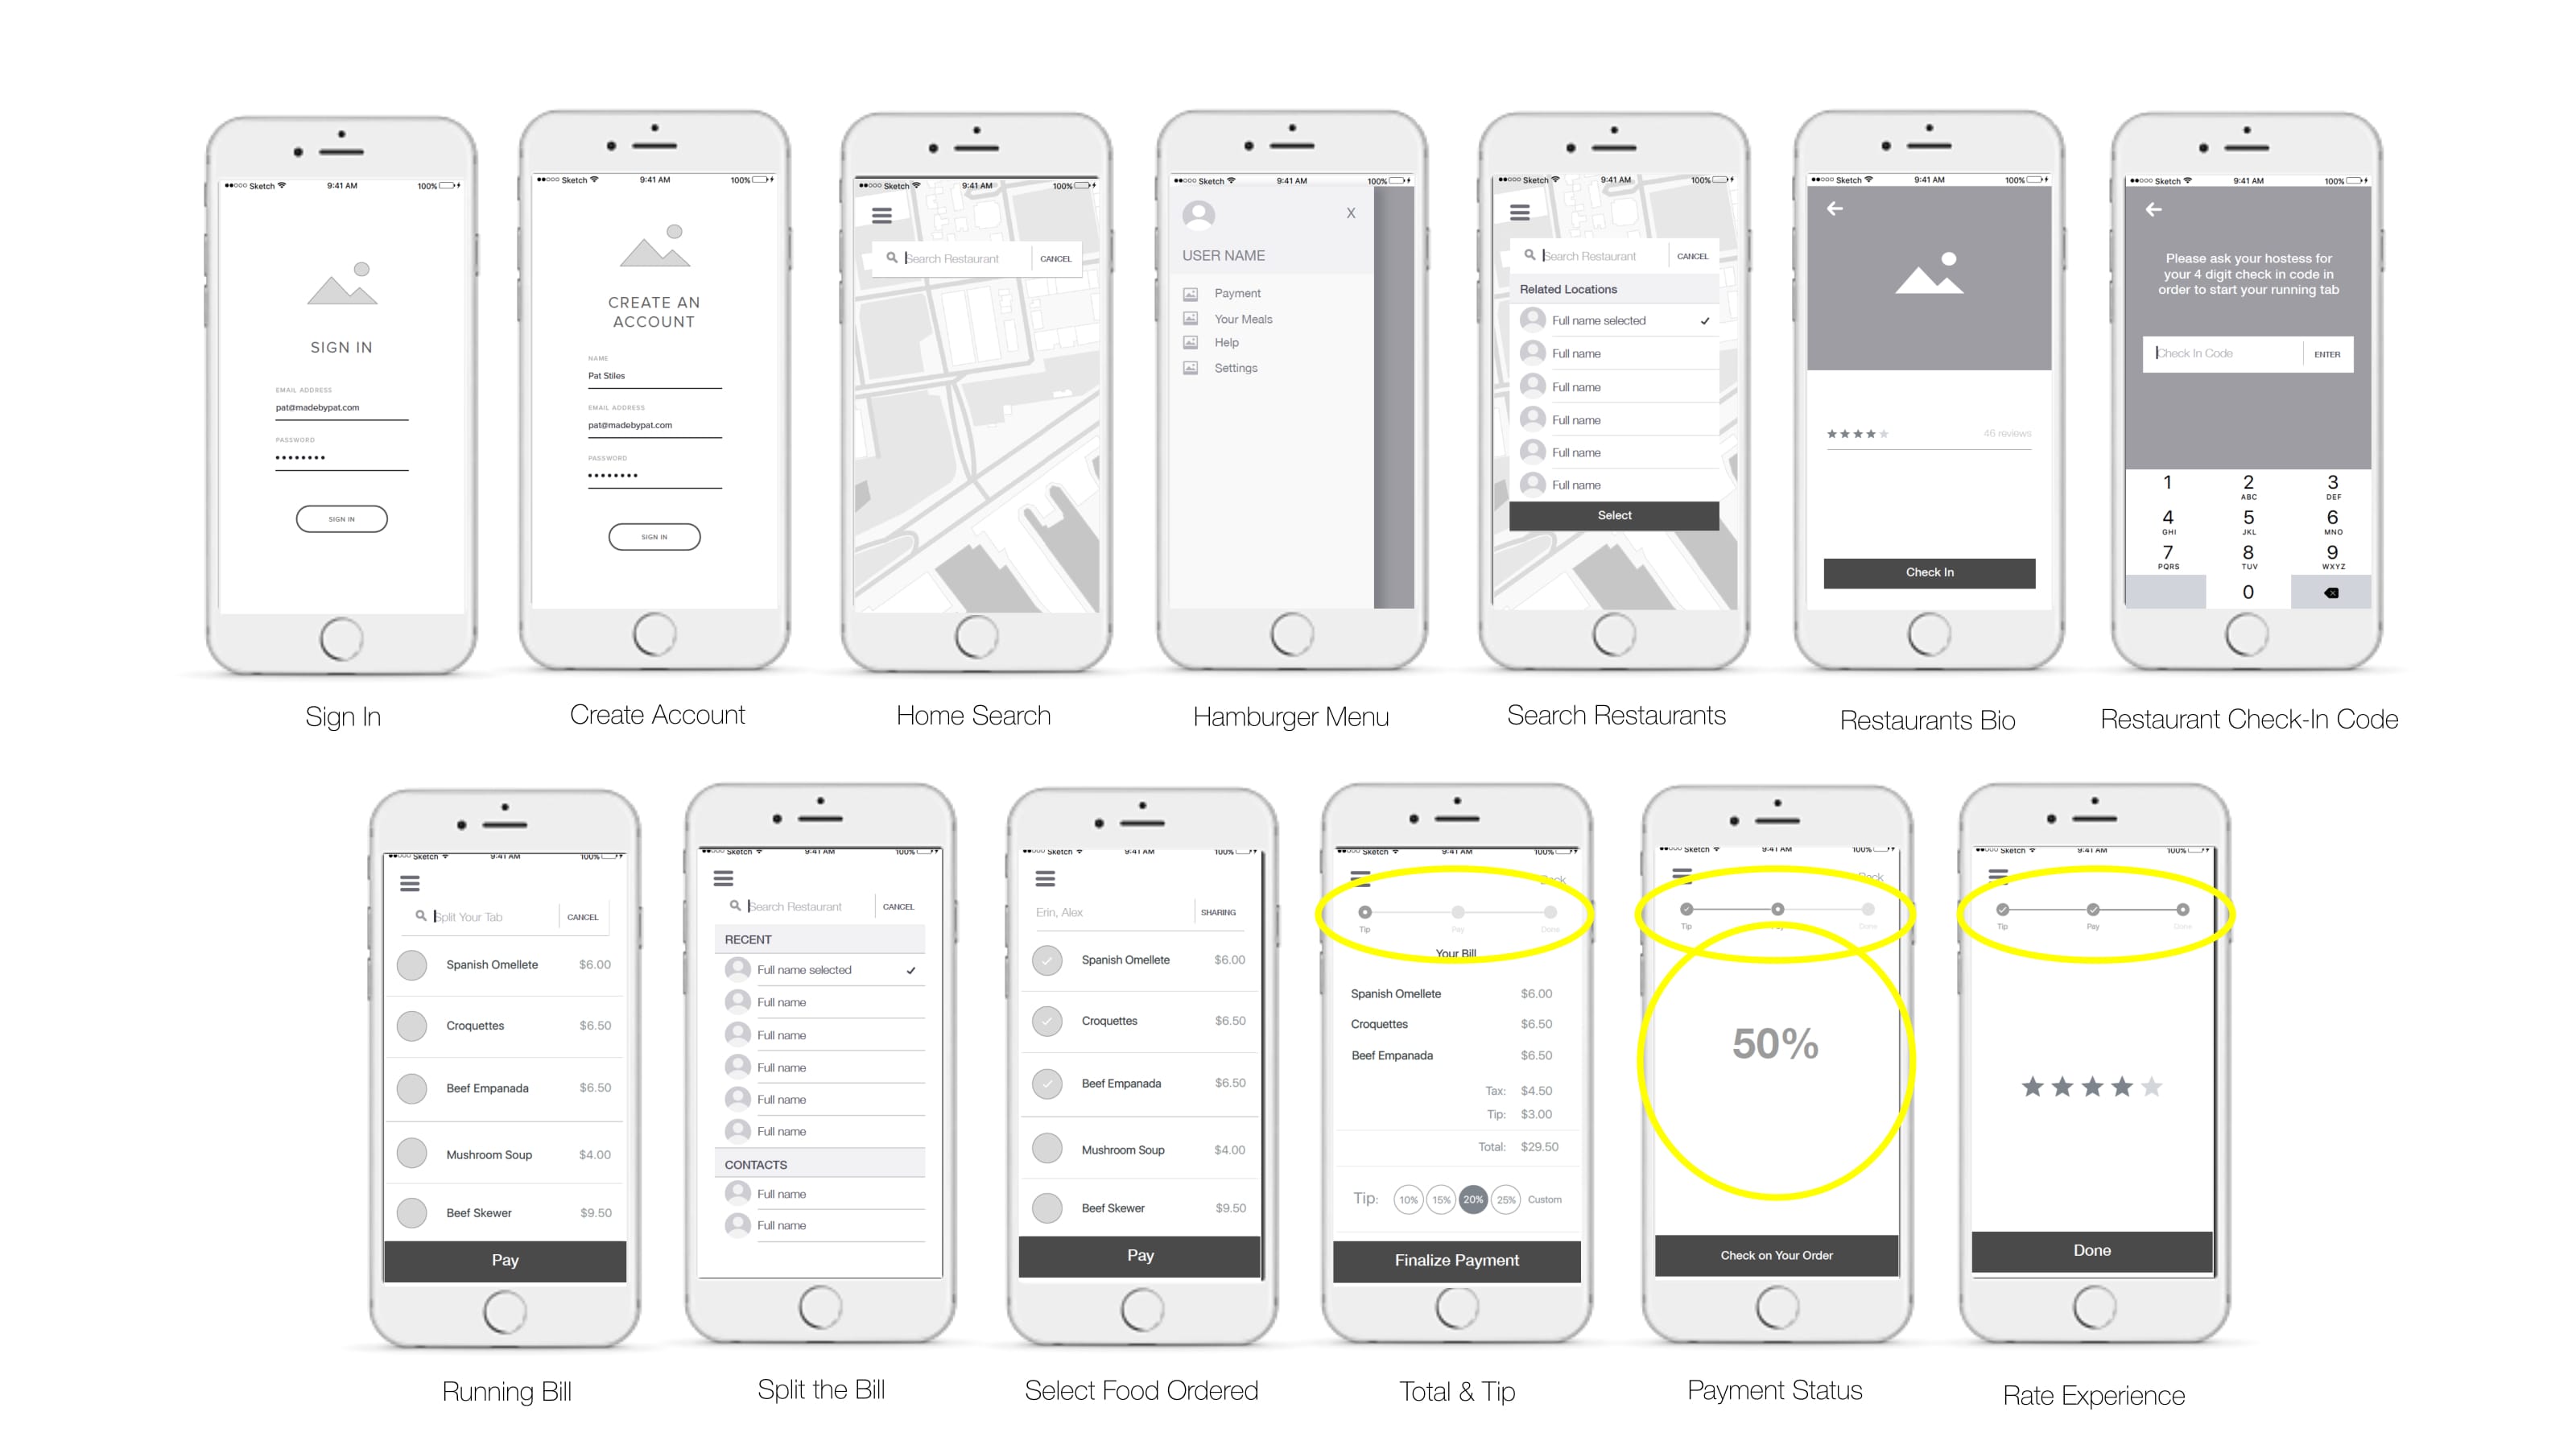 Sketch 9:41 AM 100%
SIGN IN
EMAIL ADDRESS
pat@madebypat.com
PASSWORD
SIGN IN
Sign In
Sketch 9:41 AM 100%
CREATE AN
ACCOUNT
NAME
Pat Stiles
EMAIL ADDRESS
pat@madebypat.com
PASSWORD
SIGN IN
Create Account
Sketch 9:41 AM 100%
Search Restaurant CANCEL
Home Search
Sketch 9:41 AM 100%
X
USER NAME
Payment
Your Meals
Help
Settings
Hamburger Menu
Sketch 9:41 AM 100%
Search Restaurant CANCEL
Related Locations
Full name selected
Full name
Full name
Full name
Full name
Full name
Select
Search Restaurants
Sketch 9:41 AM 100%
46 reviews
Check In
Restaurants Bio
Sketch 9:41 AM 100%
Please ask your hostess for
your 4 digit check in code in
order to start your running tab
Check In Code ENTER
1 2 3
ABC DEF
4 5 6
GHI JKL MNO
7 8 9
PQRS TUV WXYZ
0
Restaurant Check-In Code
Sketch 9:41 AM 100%
Split Your Tab CANCEL
Spanish Omellete $6.00
Croquettes $6.50
Beef Empanada $6.50
Mushroom Soup $4.00
Beef Skewer $9.50
Pay
Running Bill
Sketch 9:41 AM 100%
Search Restaurant CANCEL
RECENT
Full name selected
Full name
Full name
Full name
Full name
Full name
CONTACTS
Full name
Full name
Split the Bill
Sketch 9:41 AM 100%
Erin, Alex SHARING
Spanish Omellete $6.00
Croquettes $6.50
Beef Empanada $6.50
Mushroom Soup $4.00
Beef Skewer $9.50
Pay
Select Food Ordered
Sketch 9:41 AM 100%
Tip Pay Done
Your Bill
Spanish Omellete $6.00
Croquettes $6.50
Beef Empanada $6.50
Tax: $4.50
Tip: $3.00
Total: $29.50
Tip: 10% 15% 20% 25% Custom
Finalize Payment
Total & Tip
Sketch 9:41 AM 100%
Back
Tip Done
50%
Check on Your Order
Payment Status
Sketch 9:41 AM 100%
Tip Pay Done
Done
Rate Experience